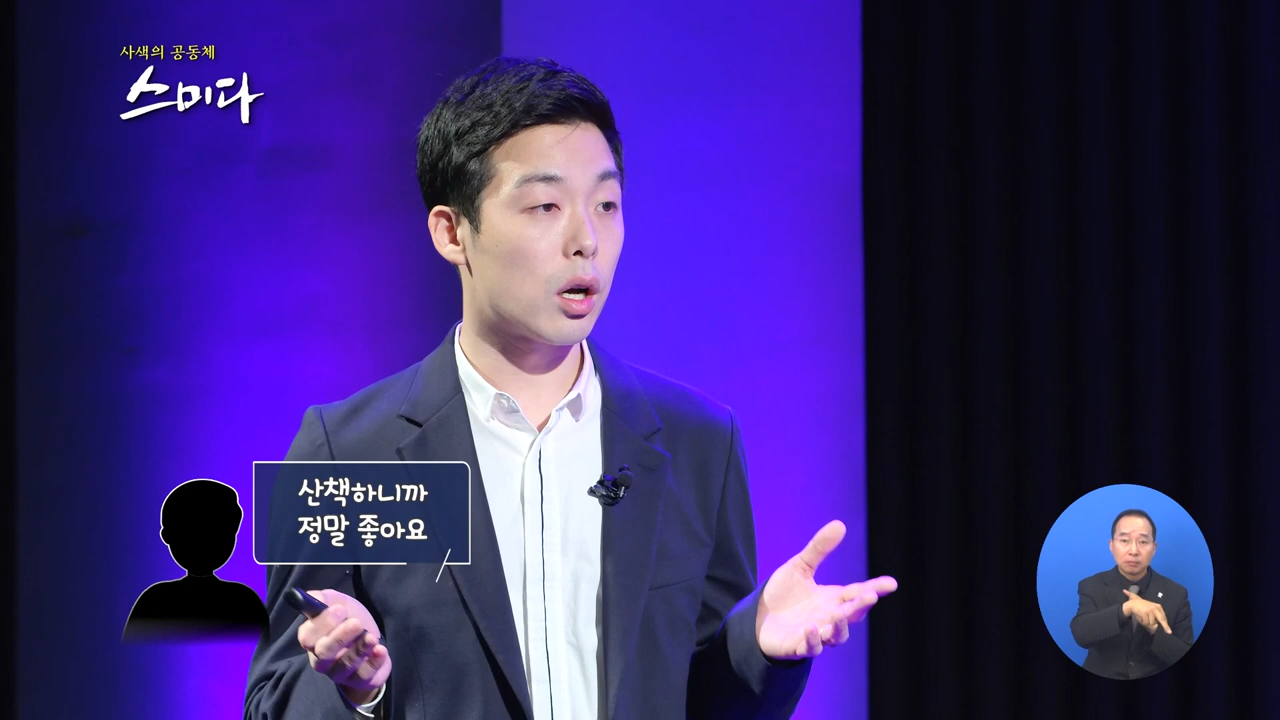 사색의 공동체
스미다
산책하니까
정말 좋아요